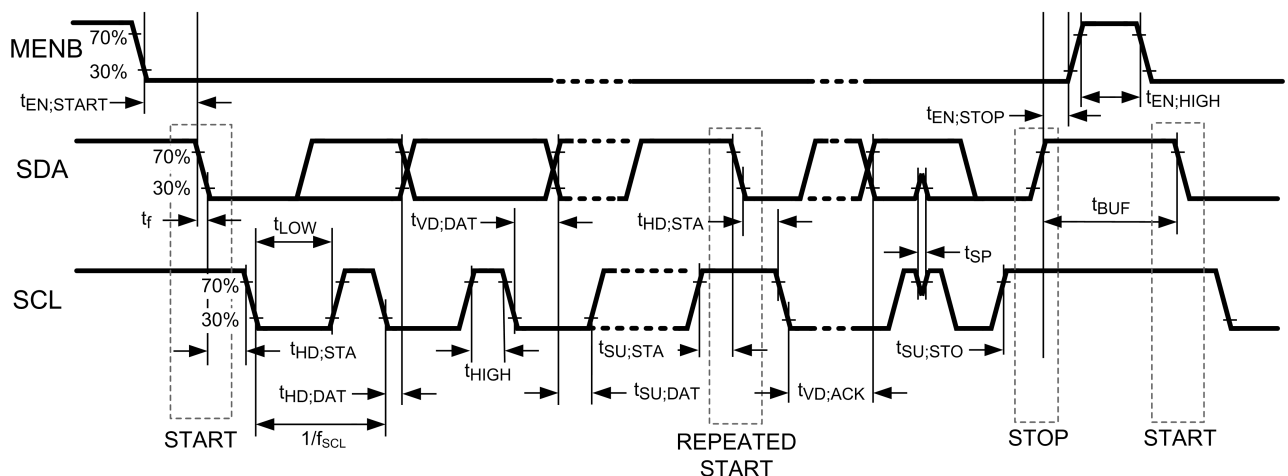 MENB
70%
30%
tEN;START
tEN;STOP
tEN;HIGH
SDA
70%
30%
tf
tLOW
tVD;DAT
tHD;STA
tSP
tBUF
SCL
70%
30%
tHD;STA
tHD;DAT
tHIGH
tSU;DAT
tSU;STA
tVD;ACK
tSU;STO
1/fSCL
START
REPEATED
START
STOP
START